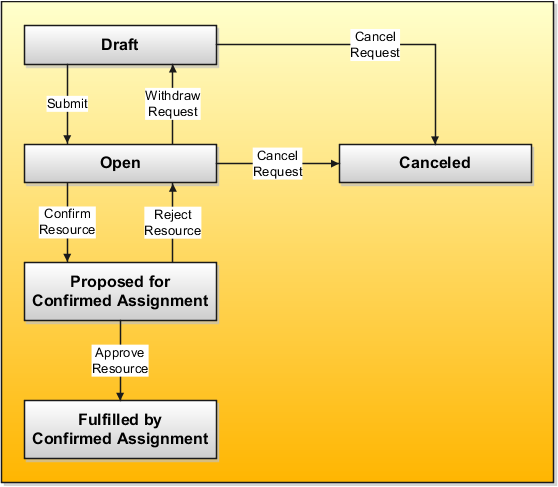 Draft
Cancel
Request
Submit
Withdraw
Request
Open
Cancel
Request
Canceled
Confirm
Resource
Reject
Resource
Proposed for
Confirmed Assignment
Approve
Resource
Fulfilled by
Confirmed Assignment